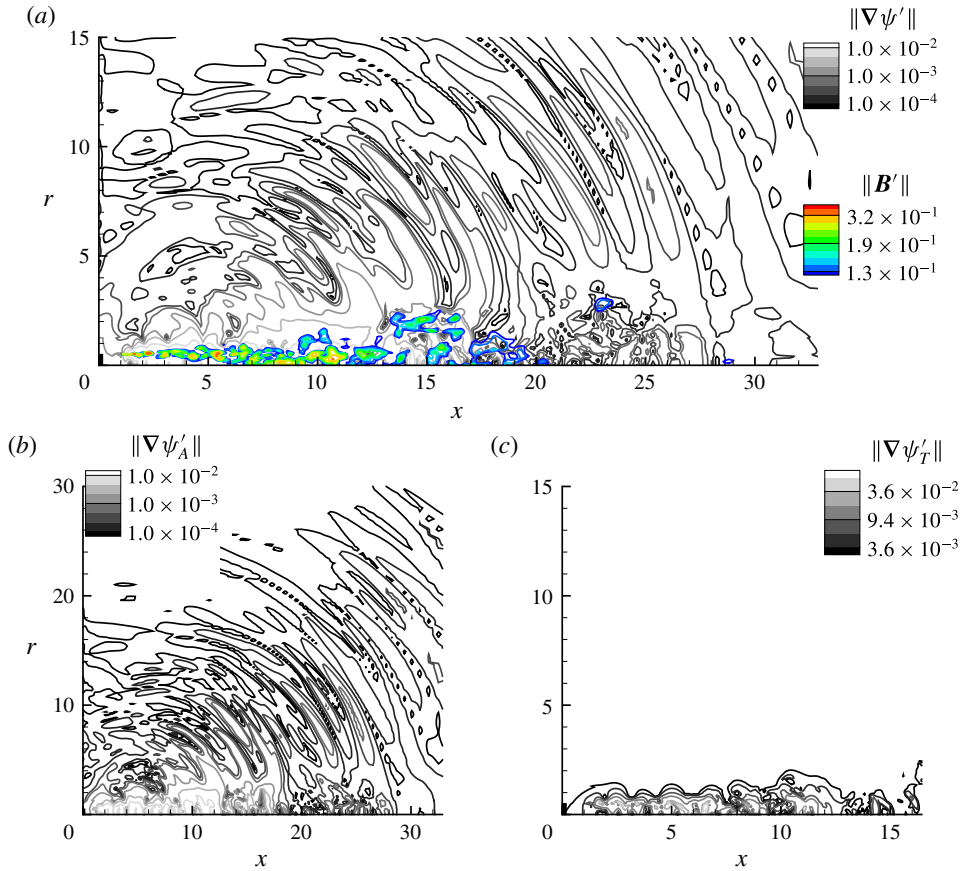 (a)
‖∇ψ′‖
1.0 × 10⁻²
1.0 × 10⁻³
1.0 × 10⁻⁴
‖B′‖
3.2 × 10⁻¹
1.9 × 10⁻¹
1.3 × 10⁻¹
15
10
r
5
0 5 10 15 20 25 30
x
(b)
‖∇ψ′_A‖
1.0 × 10⁻²
1.0 × 10⁻³
1.0 × 10⁻⁴
30
20
r
10
0 10 20 30
x
(c)
‖∇ψ′_T‖
3.6 × 10⁻²
9.4 × 10⁻³
3.6 × 10⁻³
15
10
5
0 5 10 15
x